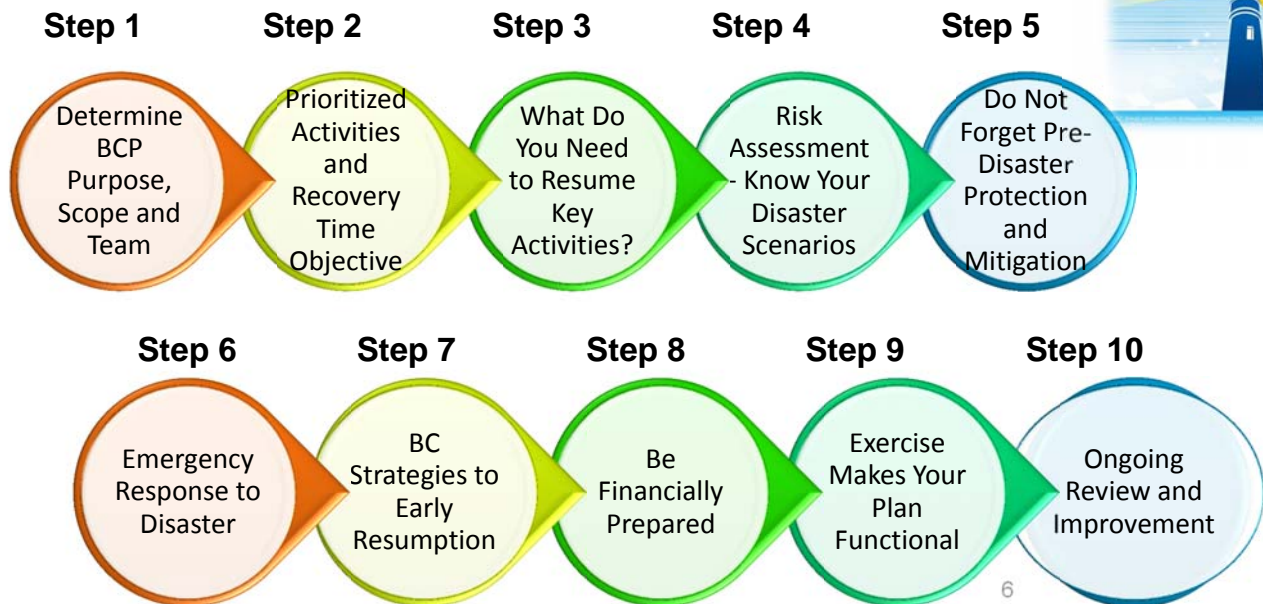 Step 1
Step 2
Step 3
Step 4
Step 5
Determine
BCP
Purpose,
Scope and
Team
Prioritized
Activities
and
Recovery
Time
Objective
What Do
You Need
to Resume
Key
Activities?
Risk
Assessment
- Know Your
Disaster
Scenarios
Do Not
Forget Pre-
Disaster
Protection
and
Mitigation
Step 6
Step 7
Step 8
Step 9
Step 10
Emergency
Response to
Disaster
BC
Strategies to
Early
Resumption
Be
Financially
Prepared
Exercise
Makes Your
Plan
Functional
Ongoing
Review and
Improvement
6